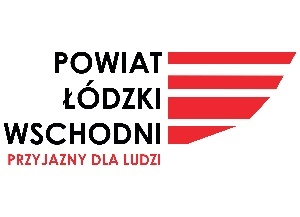 POWIAT
ŁÓDZKI
WSCHODNI
PRZYJAZNY DLA LUDZI